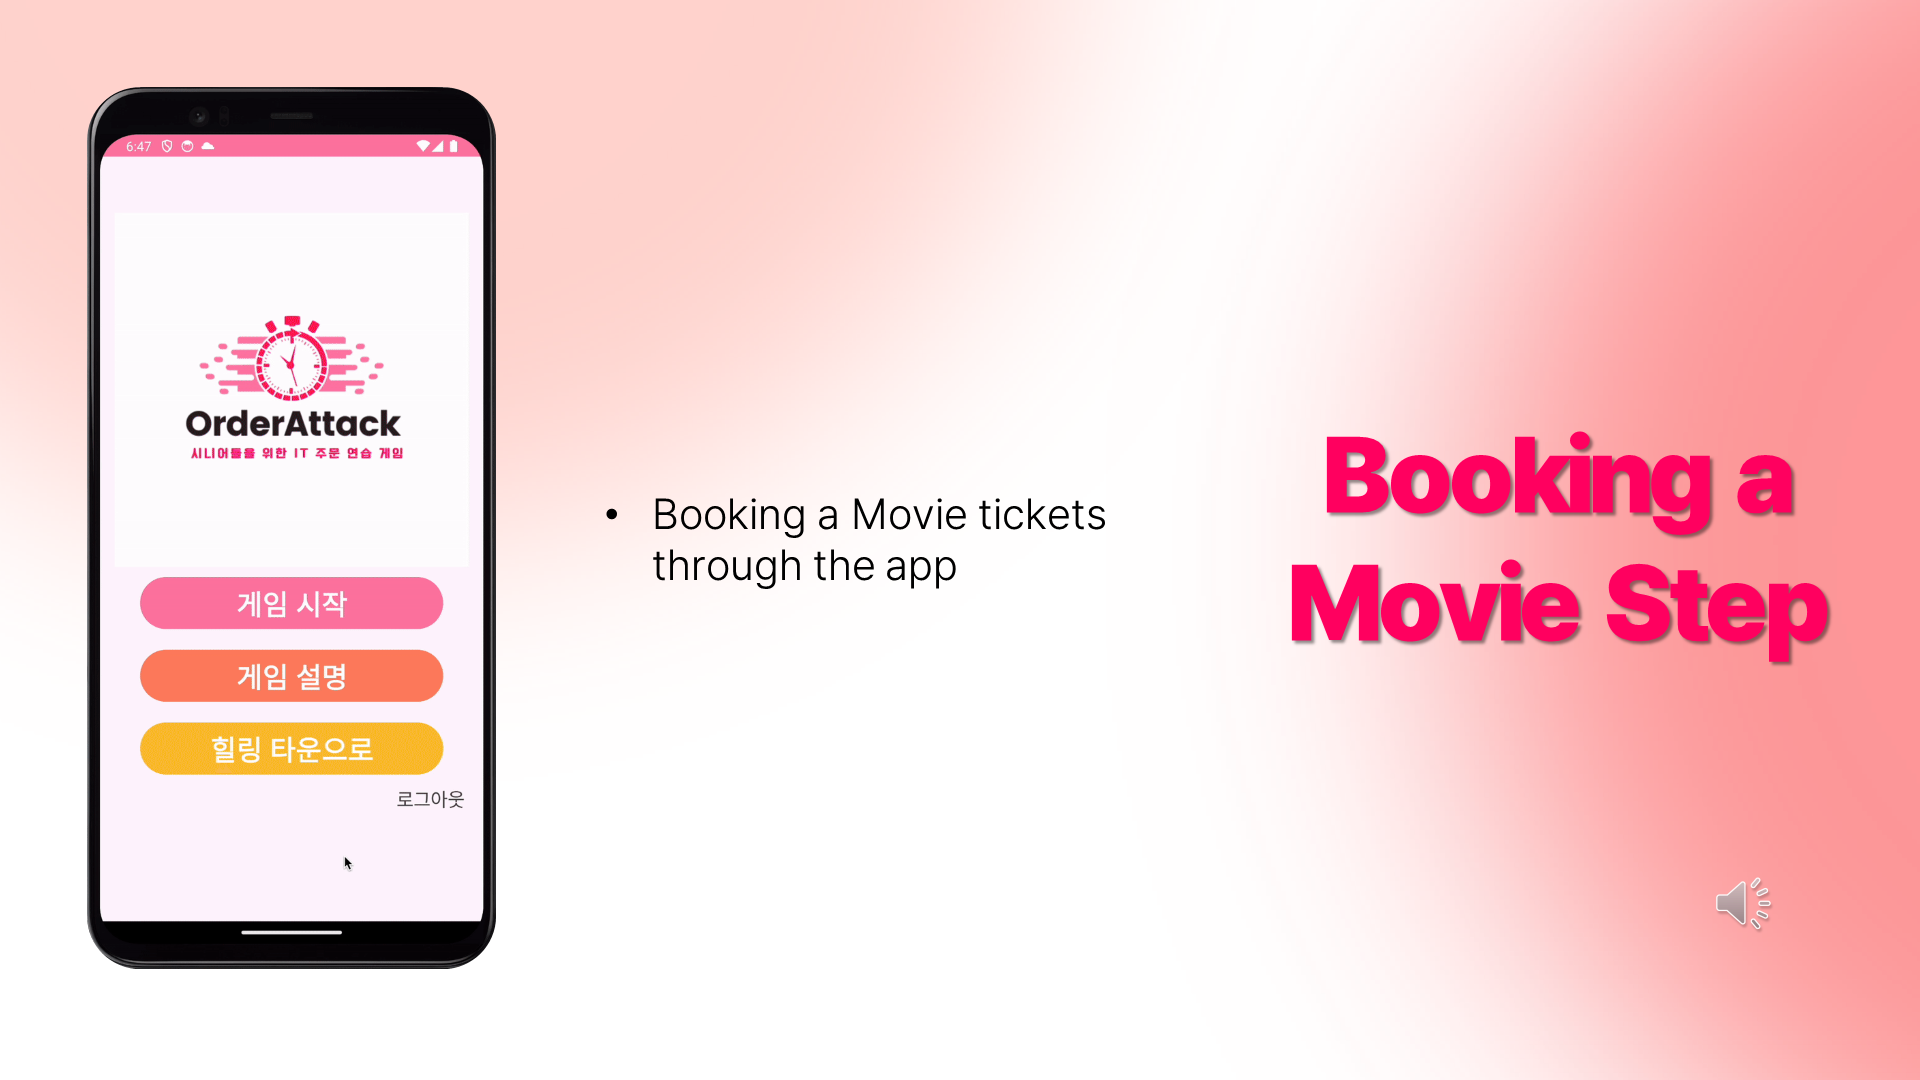 6:47
OrderAttack
시니어들을 위한 IT 주문 연습 게임
게임 시작
게임 설명
힐링 타운으로
로그아웃
• Booking a Movie tickets
through the app
Booking a
Movie Step